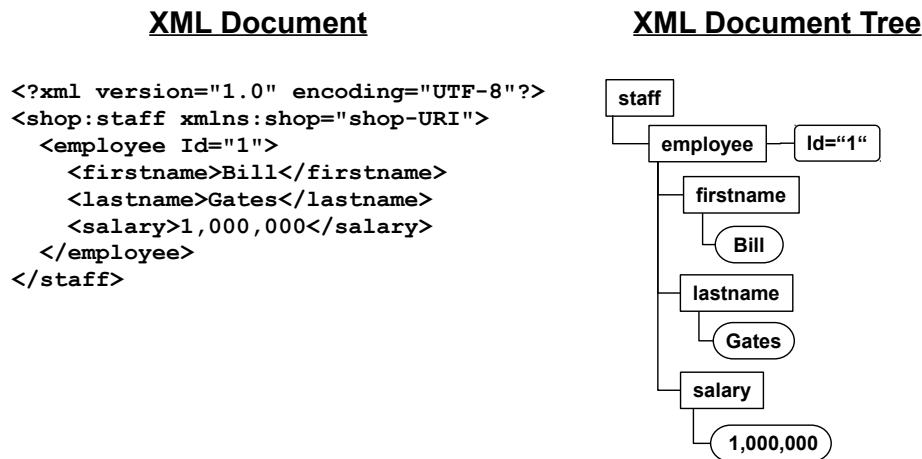 XML Document
<?xml version="1.0" encoding="UTF-8"?>
<shop:staff xmlns:shop="shop-URI">
  <employee Id="1">
    <firstname>Bill</firstname>
    <lastname>Gates</lastname>
    <salary>1,000,000</salary>
  </employee>
</staff>
XML Document Tree
staff
employee
Id=“1“
firstname
Bill
lastname
Gates
salary
1,000,000